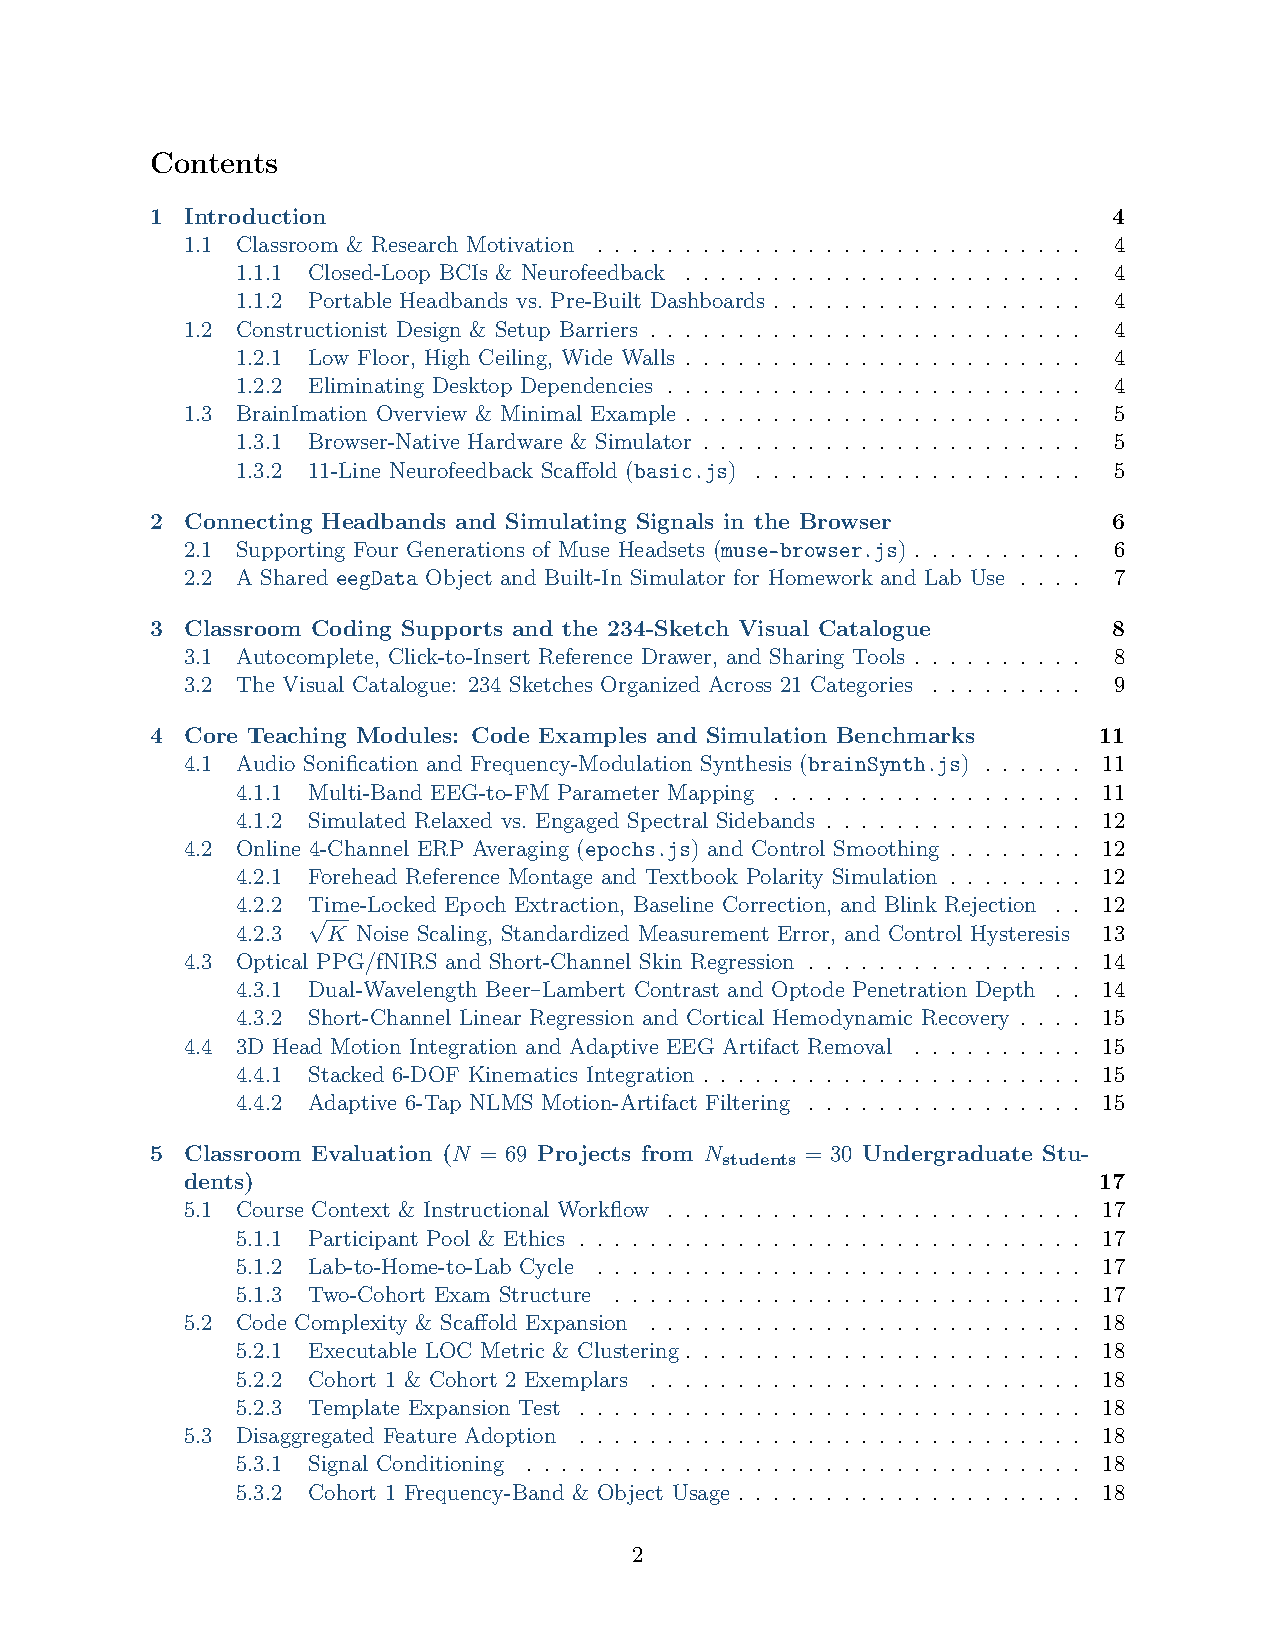 Contents
1 Introduction 4
1.1 Classroom & Research Motivation . . . . . . . . . . . . . . . . . . . . . . . . . . . . 4
1.1.1 Closed-Loop BCIs & Neurofeedback . . . . . . . . . . . . . . . . . . . . . . . 4
1.1.2 Portable Headbands vs. Pre-Built Dashboards . . . . . . . . . . . . . . . . . . 4
1.2 Constructionist Design & Setup Barriers . . . . . . . . . . . . . . . . . . . . . . . . . 4
1.2.1 Low Floor, High Ceiling, Wide Walls . . . . . . . . . . . . . . . . . . . . . . . 4
1.2.2 Eliminating Desktop Dependencies . . . . . . . . . . . . . . . . . . . . . . . . 4
1.3 BrainImation Overview & Minimal Example . . . . . . . . . . . . . . . . . . . . . . . 5
1.3.1 Browser-Native Hardware & Simulator . . . . . . . . . . . . . . . . . . . . . . 5
1.3.2 11-Line Neurofeedback Scaffold (basic.js) . . . . . . . . . . . . . . . . . . . 5
2 Connecting Headbands and Simulating Signals in the Browser 6
2.1 Supporting Four Generations of Muse Headsets (muse-browser.js) . . . . . . . . . . 6
2.2 A Shared eegData Object and Built-In Simulator for Homework and Lab Use . . . . 7
3 Classroom Coding Supports and the 234-Sketch Visual Catalogue 8
3.1 Autocomplete, Click-to-Insert Reference Drawer, and Sharing Tools . . . . . . . . . . 8
3.2 The Visual Catalogue: 234 Sketches Organized Across 21 Categories . . . . . . . . . 9
4 Core Teaching Modules: Code Examples and Simulation Benchmarks 11
4.1 Audio Sonification and Frequency-Modulation Synthesis (brainSynth.js) . . . . . . 11
4.1.1 Multi-Band EEG-to-FM Parameter Mapping . . . . . . . . . . . . . . . . . . 11
4.1.2 Simulated Relaxed vs. Engaged Spectral Sidebands . . . . . . . . . . . . . . . 12
4.2 Online 4-Channel ERP Averaging (epochs.js) and Control Smoothing . . . . . . . . 12
4.2.1 Forehead Reference Montage and Textbook Polarity Simulation . . . . . . . . 12
4.2.2 Time-Locked Epoch Extraction, Baseline Correction, and Blink Rejection . . 12
4.2.3 √K Noise Scaling, Standardized Measurement Error, and Control Hysteresis 13
4.3 Optical PPG/fNIRS and Short-Channel Skin Regression . . . . . . . . . . . . . . . . 14
4.3.1 Dual-Wavelength Beer–Lambert Contrast and Optode Penetration Depth . . 14
4.3.2 Short-Channel Linear Regression and Cortical Hemodynamic Recovery . . . . 15
4.4 3D Head Motion Integration and Adaptive EEG Artifact Removal . . . . . . . . . . 15
4.4.1 Stacked 6-DOF Kinematics Integration . . . . . . . . . . . . . . . . . . . . . . 15
4.4.2 Adaptive 6-Tap NLMS Motion-Artifact Filtering . . . . . . . . . . . . . . . . 15
5 Classroom Evaluation (N = 69 Projects from Nstudents = 30 Undergraduate Stu-
dents) 17
5.1 Course Context & Instructional Workflow . . . . . . . . . . . . . . . . . . . . . . . . 17
5.1.1 Participant Pool & Ethics . . . . . . . . . . . . . . . . . . . . . . . . . . . . . 17
5.1.2 Lab-to-Home-to-Lab Cycle . . . . . . . . . . . . . . . . . . . . . . . . . . . . 17
5.1.3 Two-Cohort Exam Structure . . . . . . . . . . . . . . . . . . . . . . . . . . . 17
5.2 Code Complexity & Scaffold Expansion . . . . . . . . . . . . . . . . . . . . . . . . . 18
5.2.1 Executable LOC Metric & Clustering . . . . . . . . . . . . . . . . . . . . . . . 18
5.2.2 Cohort 1 & Cohort 2 Exemplars . . . . . . . . . . . . . . . . . . . . . . . . . 18
5.2.3 Template Expansion Test . . . . . . . . . . . . . . . . . . . . . . . . . . . . . 18
5.3 Disaggregated Feature Adoption . . . . . . . . . . . . . . . . . . . . . . . . . . . . . 18
5.3.1 Signal Conditioning . . . . . . . . . . . . . . . . . . . . . . . . . . . . . . . . 18
5.3.2 Cohort 1 Frequency-Band & Object Usage . . . . . . . . . . . . . . . . . . . . 18
2